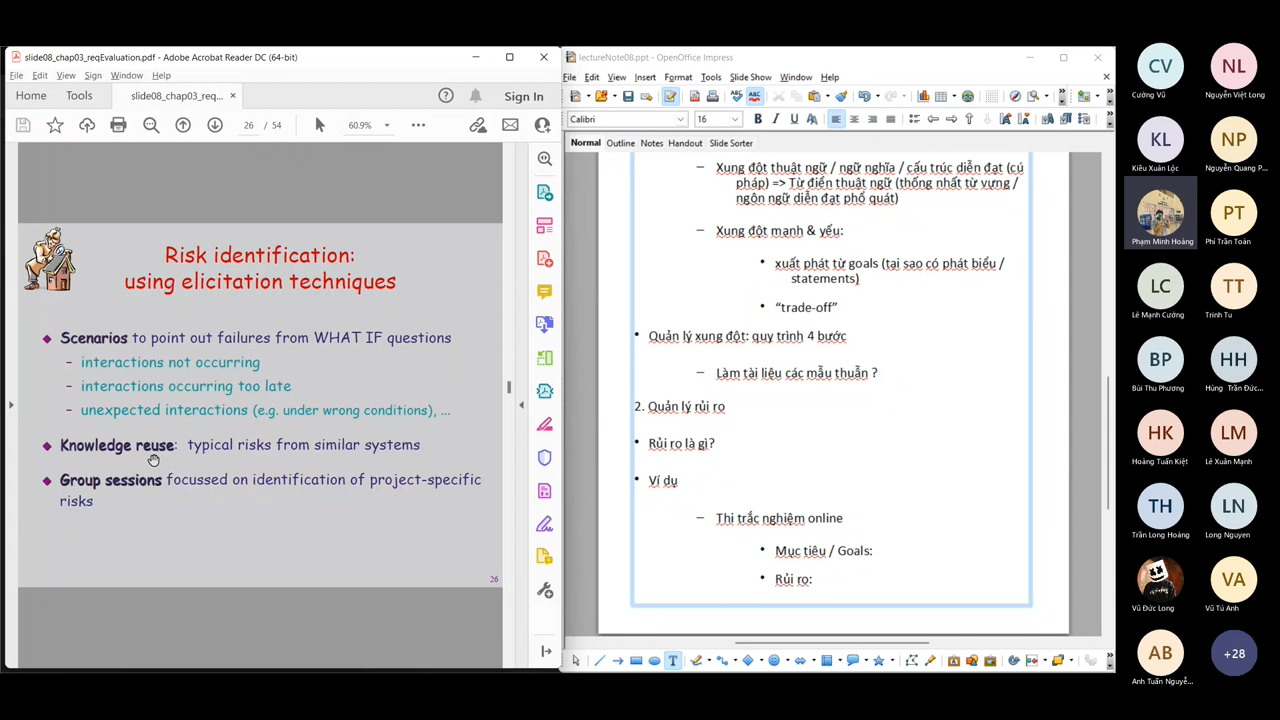 slide08_chap03_reqEvaluation.pdf - Adobe Acrobat Reader DC (64-bit)
File Edit View Sign Window Help
Home Tools slide08_chap03_req... × Sign In
26 / 54 60.9%
Risk identification:
using elicitation techniques
Scenarios to point out failures from WHAT IF questions
– interactions not occurring
– interactions occurring too late
– unexpected interactions (e.g. under wrong conditions), ...
Knowledge reuse: typical risks from similar systems
Group sessions focussed on identification of project-specific
risks
26
lectureNote08.ppt - OpenOffice Impress
File Edit View Insert Format Tools Slide Show Window Help
Calibri 16
Normal Outline Notes Handout Slide Sorter
– Xung đột thuật ngữ / ngữ nghĩa / cấu trúc diễn đạt (cú
pháp) => Từ điển thuật ngữ (thống nhất từ vựng /
ngôn ngữ diễn đạt phổ quát)
– Xung đột mạnh & yếu:
• xuất phát từ goals (tại sao có phát biểu /
statements)
• “trade-off”
• Quản lý xung đột: quy trình 4 bước
– Làm tài liệu các mẫu thuẫn ?
2. Quản lý rủi ro
• Rủi ro là gì?
• Ví dụ
– Thi trắc nghiệm online
• Mục tiêu / Goals:
• Rủi ro:
CV NL
Cường Vũ Nguyễn Việt Long
KL NP
Kiều Xuân Lộc Nguyễn Quang P...
PT
Phạm Minh Hoàng Phí Trần Toàn
LC TT
Lê Mạnh Cường Trinh Tu
BP HH
Bùi Thu Phương Hùng Trần Đức...
HK LM
Hoàng Tuấn Kiệt Lê Xuân Mạnh
TH LN
Trần Long Hoàng Long Nguyen
VA
Vũ Đức Long Vũ Tú Anh
AB +28
Anh Tuấn Nguyễ...